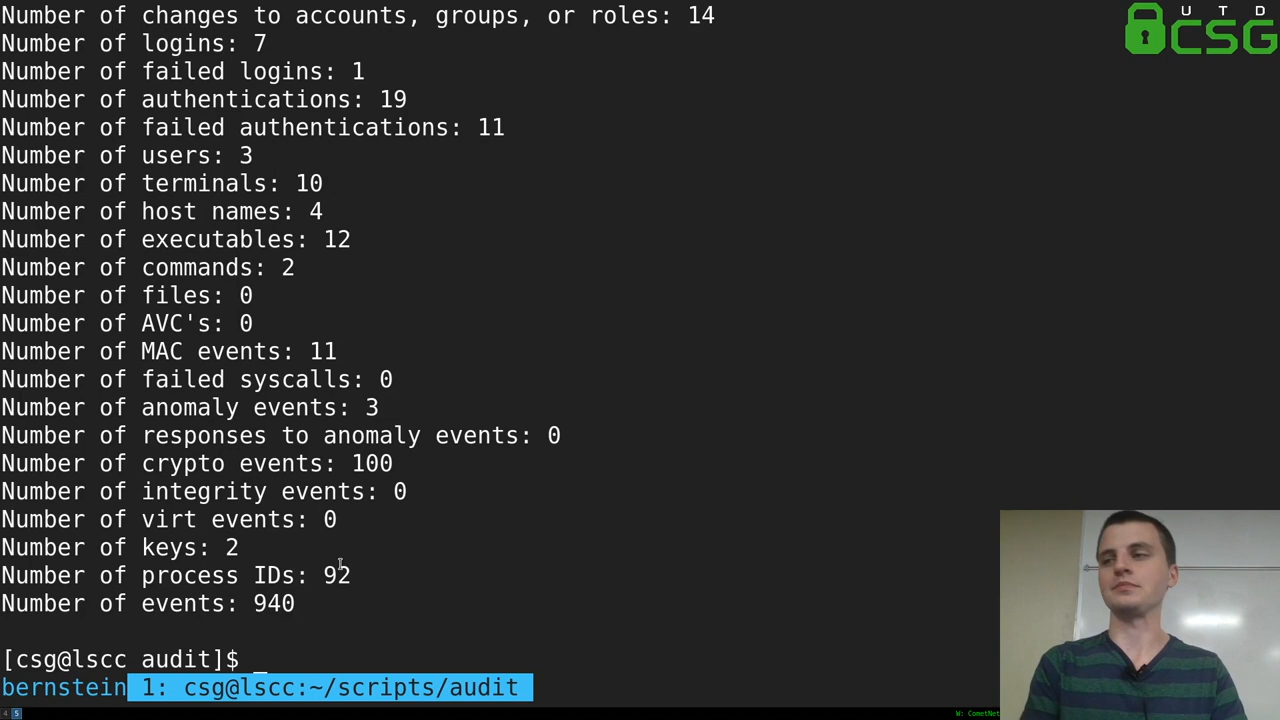 Number of changes to accounts, groups, or roles: 14
Number of logins: 7
Number of failed logins: 1
Number of authentications: 19
Number of failed authentications: 11
Number of users: 3
Number of terminals: 10
Number of host names: 4
Number of executables: 12
Number of commands: 2
Number of files: 0
Number of AVC's: 0
Number of MAC events: 11
Number of failed syscalls: 0
Number of anomaly events: 3
Number of responses to anomaly events: 0
Number of crypto events: 100
Number of integrity events: 0
Number of virt events: 0
Number of keys: 2
Number of process IDs: 92
Number of events: 940
[csg@lscc audit]$ _
bernstein 1: csg@lscc:~/scripts/audit
4 5 W: CometNet
UTD
CSG